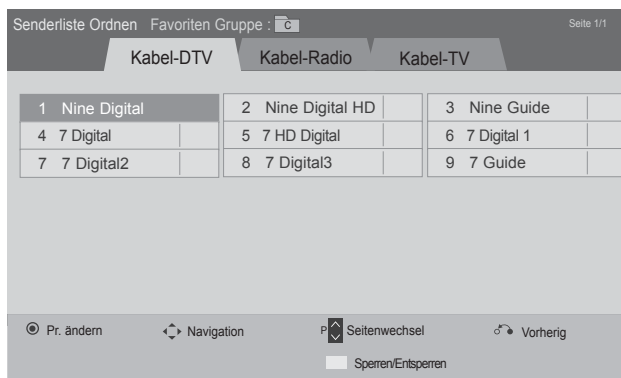 Senderliste Ordnen Favoriten Gruppe : C Seite 1/1
Kabel-DTV Kabel-Radio Kabel-TV
1 Nine Digital 2 Nine Digital HD 3 Nine Guide
4 7 Digital 5 7 HD Digital 6 7 Digital 1
7 7 Digital2 8 7 Digital3 9 7 Guide
Pr. ändern Navigation P Seitenwechsel Vorherig
Sperren/Entsperren